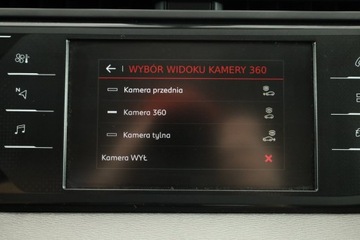 WYBÓR WIDOKU KAMERY 360
Kamera przednia
Kamera 360
Kamera tylna
Kamera WYŁ
N